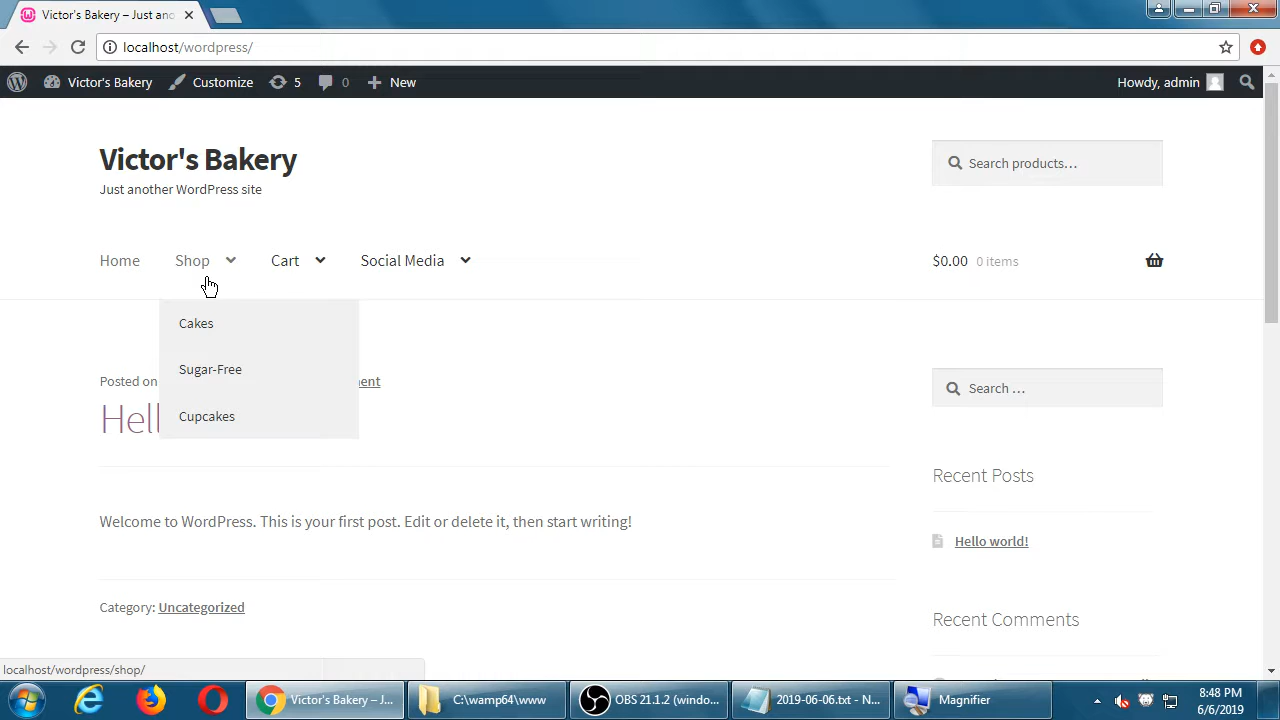 Victor's Bakery – Just ano
localhost/wordpress/
Victor's Bakery Customize 5 0 New Howdy, admin
Victor's Bakery
Just another WordPress site
Search products…
Home Shop Cart Social Media $0.00 0 items
Cakes
Sugar-Free
Cupcakes
Posted on
Hell
Welcome to WordPress. This is your first post. Edit or delete it, then start writing!
Category: Uncategorized
Search …
Recent Posts
Hello world!
Recent Comments
localhost/wordpress/shop/
Victor's Bakery – J...
C:\wamp64\www
OBS 21.1.2 (windo...
2019-06-06.txt - N...
Magnifier
8:48 PM
6/6/2019